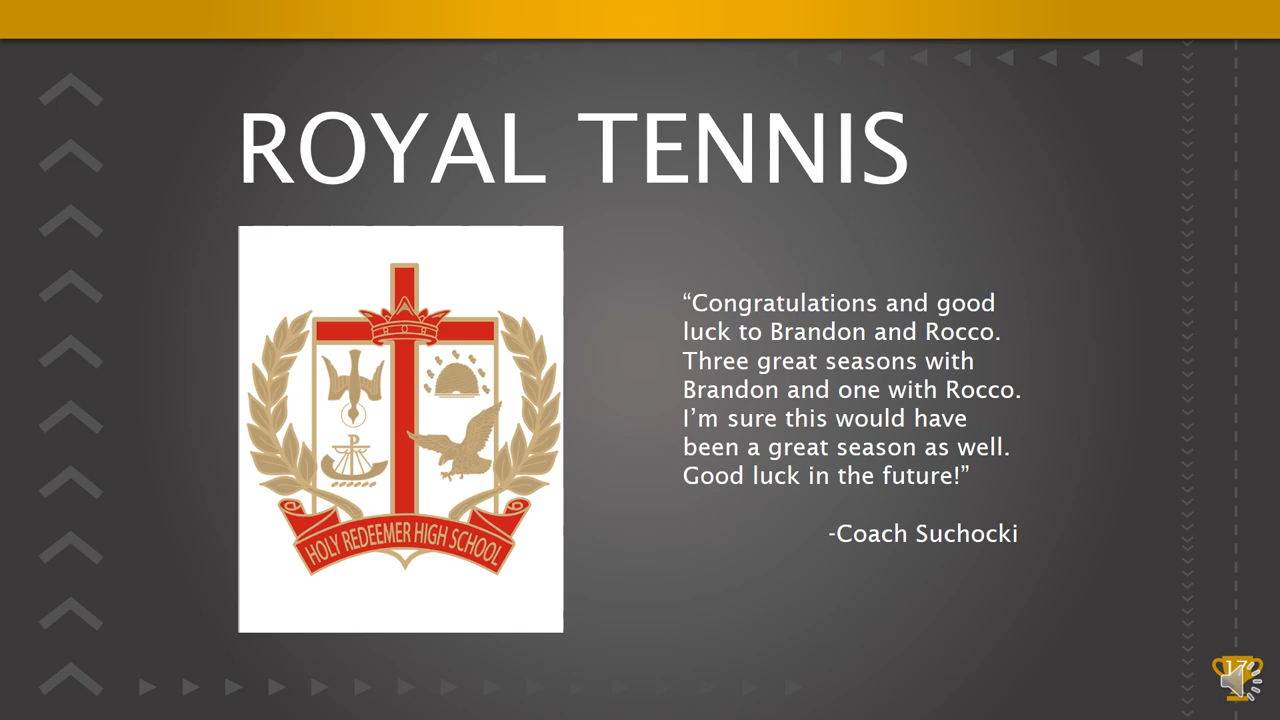 ROYAL TENNIS
P
HOLY REDEEMER HIGH SCHOOL
“Congratulations and good
luck to Brandon and Rocco.
Three great seasons with
Brandon and one with Rocco.
I’m sure this would have
been a great season as well.
Good luck in the future!”
-Coach Suchocki
17